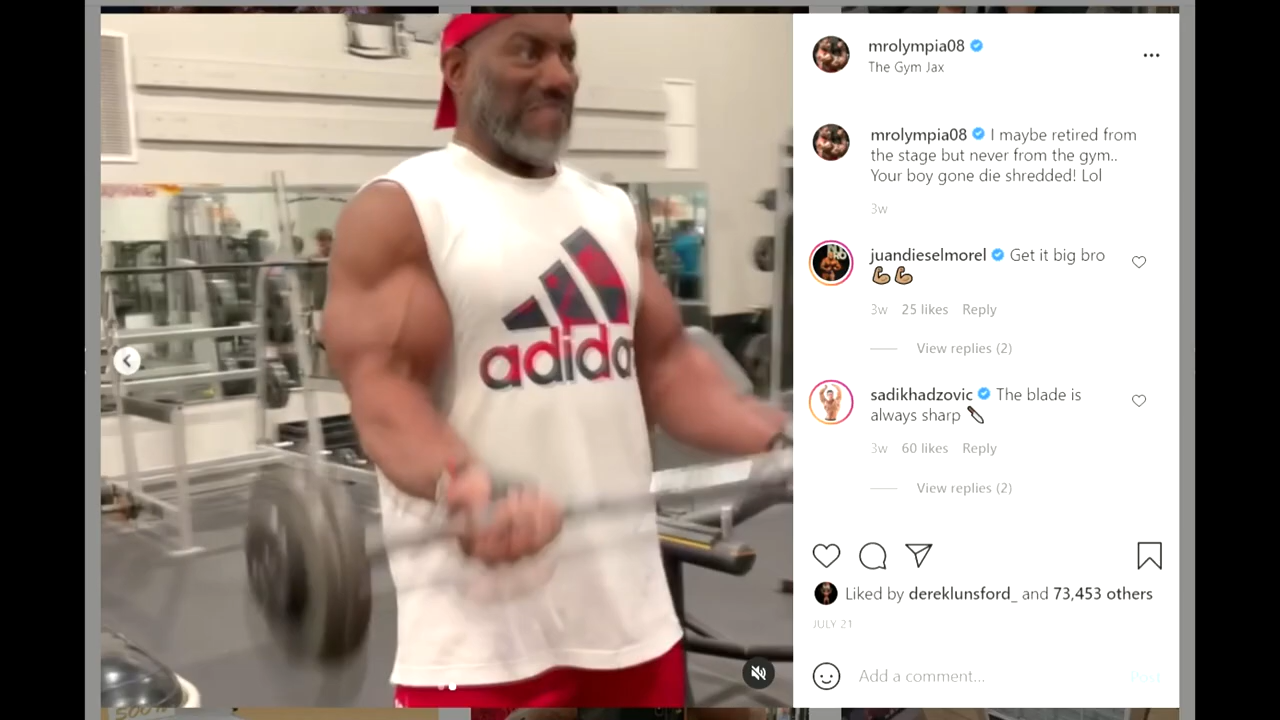 mrolympia08
The Gym Jax
mrolympia08 I maybe retired from
the stage but never from the gym..
Your boy gone die shredded! Lol
3w
juandieselmorel Get it big bro
💪🏽💪🏽
3w 25 likes Reply
View replies (2)
sadikhadzovic The blade is
always sharp 🔪
3w 60 likes Reply
View replies (2)
Liked by dereklunsford_ and 73,453 others
JULY 21
Add a comment...
Post
adida